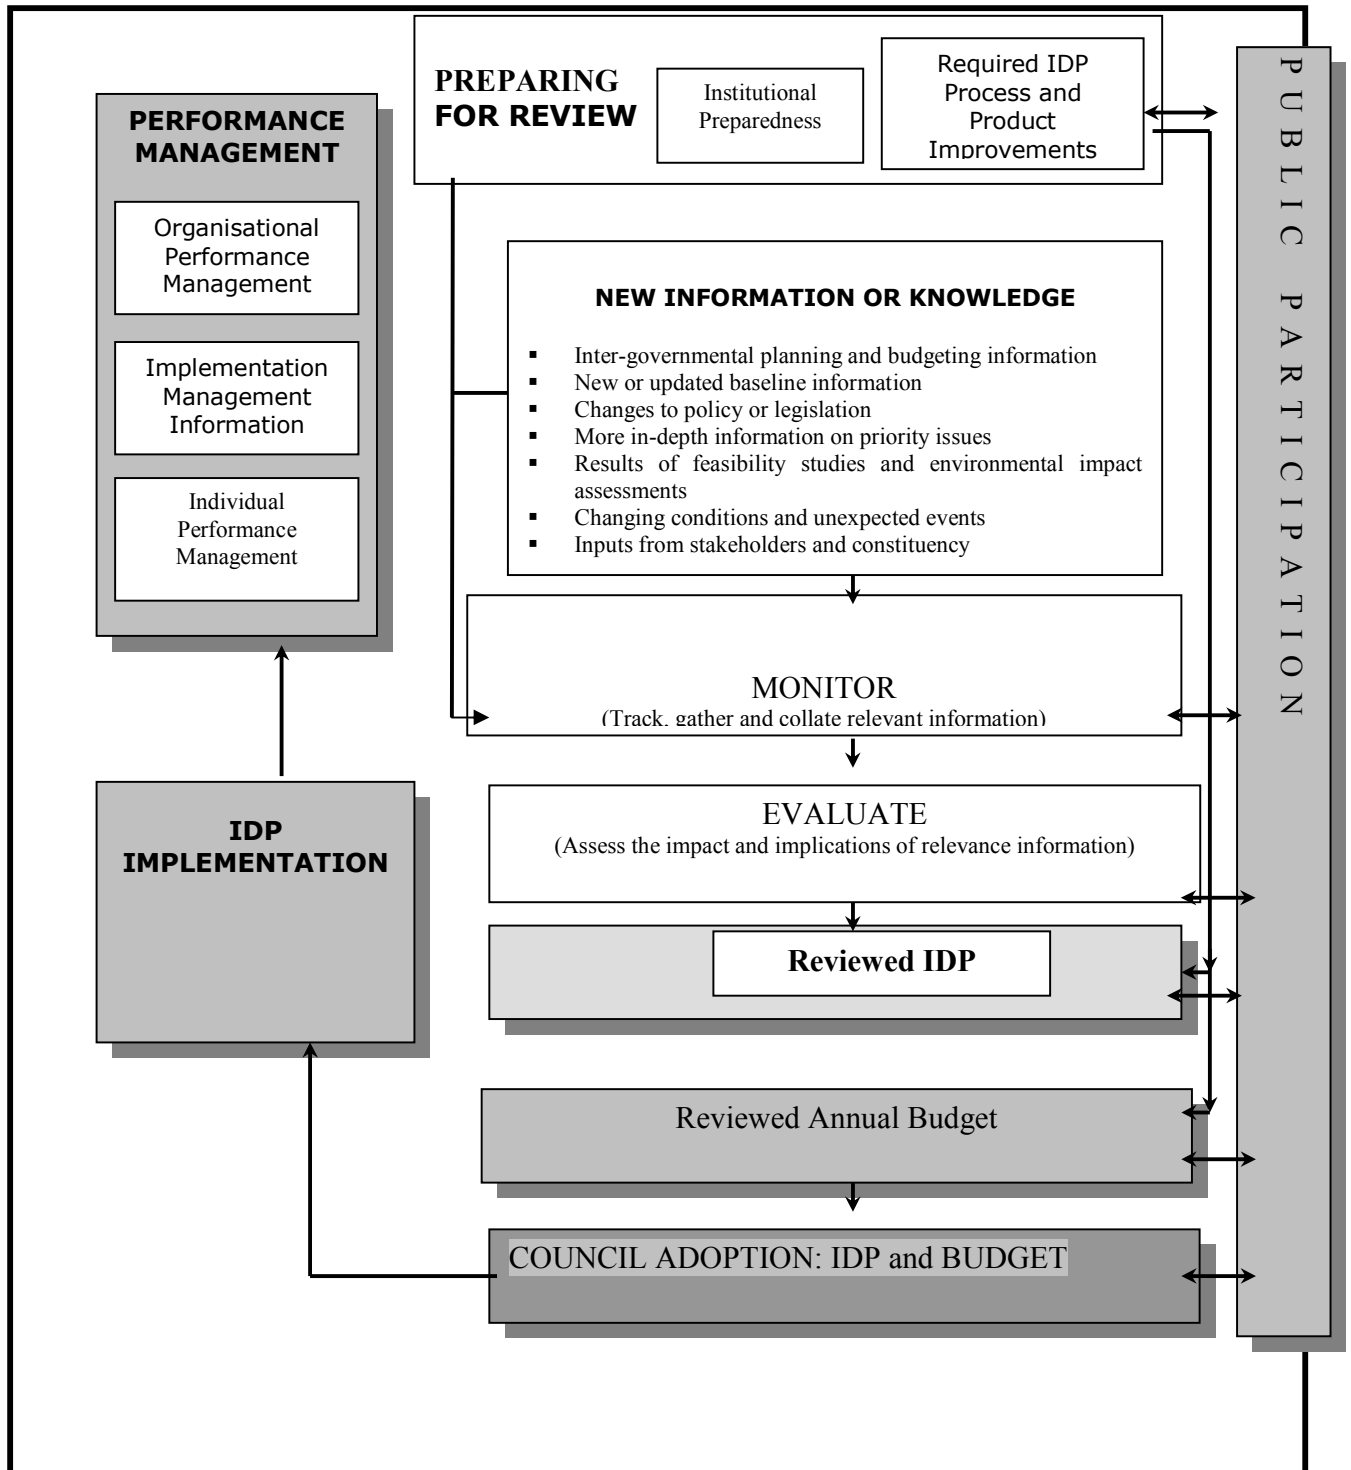 PREPARING
FOR REVIEW
Institutional
Preparedness
Required IDP
Process and
Product
Improvements
PERFORMANCE
MANAGEMENT
Organisational
Performance
Management
Implementation
Management
Information
Individual
Performance
Management
NEW INFORMATION OR KNOWLEDGE
▪ Inter-governmental planning and budgeting information
▪ New or updated baseline information
▪ Changes to policy or legislation
▪ More in-depth information on priority issues
▪ Results of feasibility studies and environmental impact
assessments
▪ Changing conditions and unexpected events
▪ Inputs from stakeholders and constituency
MONITOR
(Track, gather and collate relevant information)
EVALUATE
(Assess the impact and implications of relevance information)
Reviewed IDP
IDP
IMPLEMENTATION
Reviewed Annual Budget
COUNCIL ADOPTION: IDP and BUDGET
PUBLIC PARTICIPATION